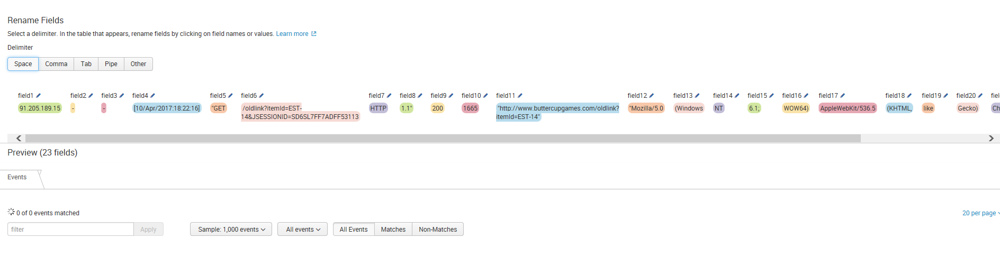 Rename Fields
Select a delimiter. In the table that appears, rename fields by clicking on field names or values. Learn more
Delimiter
Space Comma Tab Pipe Other
field1 field2 field3 field4 field5 field6 field7 field8 field9 field10 field11 field12 field13 field14 field15 field16 field17 field18 field19 field20 field
91.205.189.15 - - [10/Apr/2017:18:22:16] "GET /oldlink?itemId=EST- HTTP 1.1" 200 1665 "http://www.buttercupgames.com/oldlink? "Mozilla/5.0 (Windows NT 6.1; WOW64) AppleWebKit/536.5 (KHTML, like Gecko) Ch
14&JSESSIONID=SD6SL7FF7ADFF53113 itemId=EST-14"
Preview (23 fields)
Events
0 of 0 events matched
20 per page
filter Apply Sample: 1,000 events All events All Events Matches Non-Matches